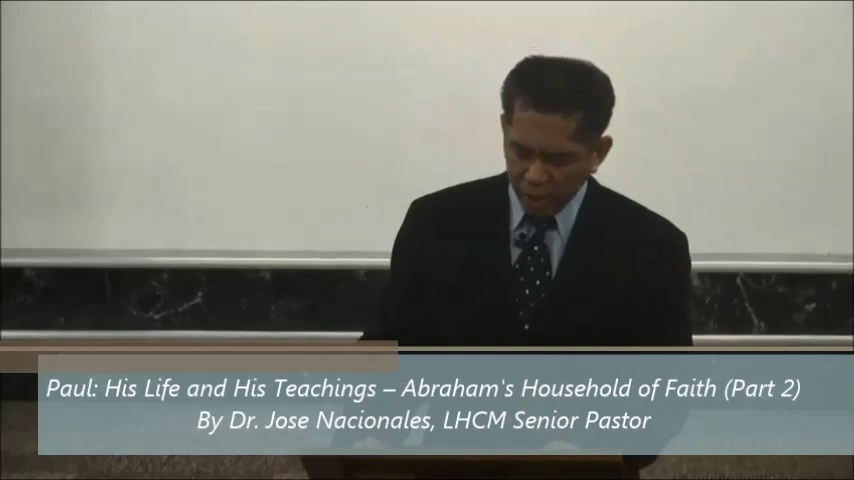 Paul: His Life and His Teachings – Abraham's Household of Faith (Part 2)
By Dr. Jose Nacionales, LHCM Senior Pastor